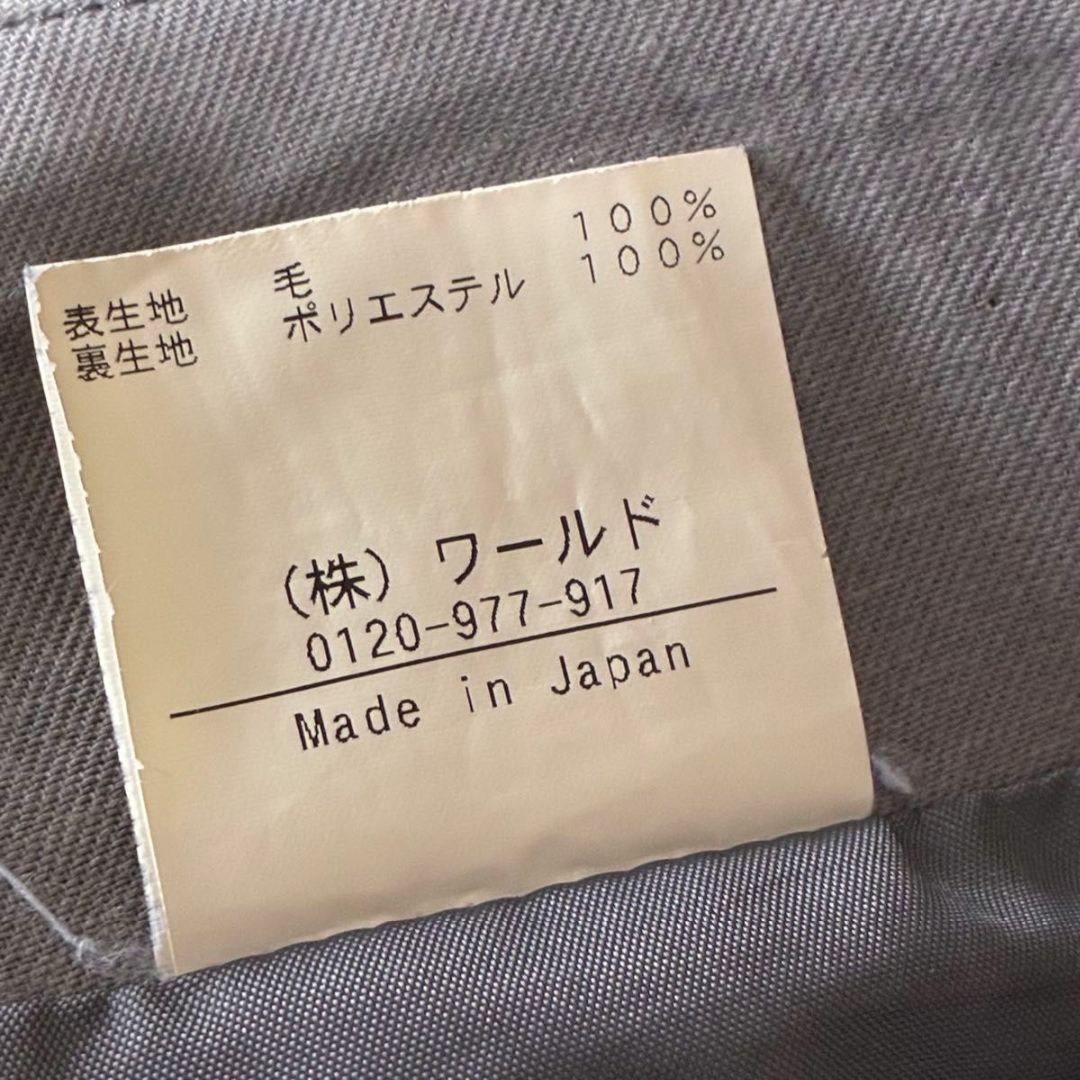 表生地 毛 100%
裏生地 ポリエステル 100%
(株) ワールド
0120-977-917
Made in Japan